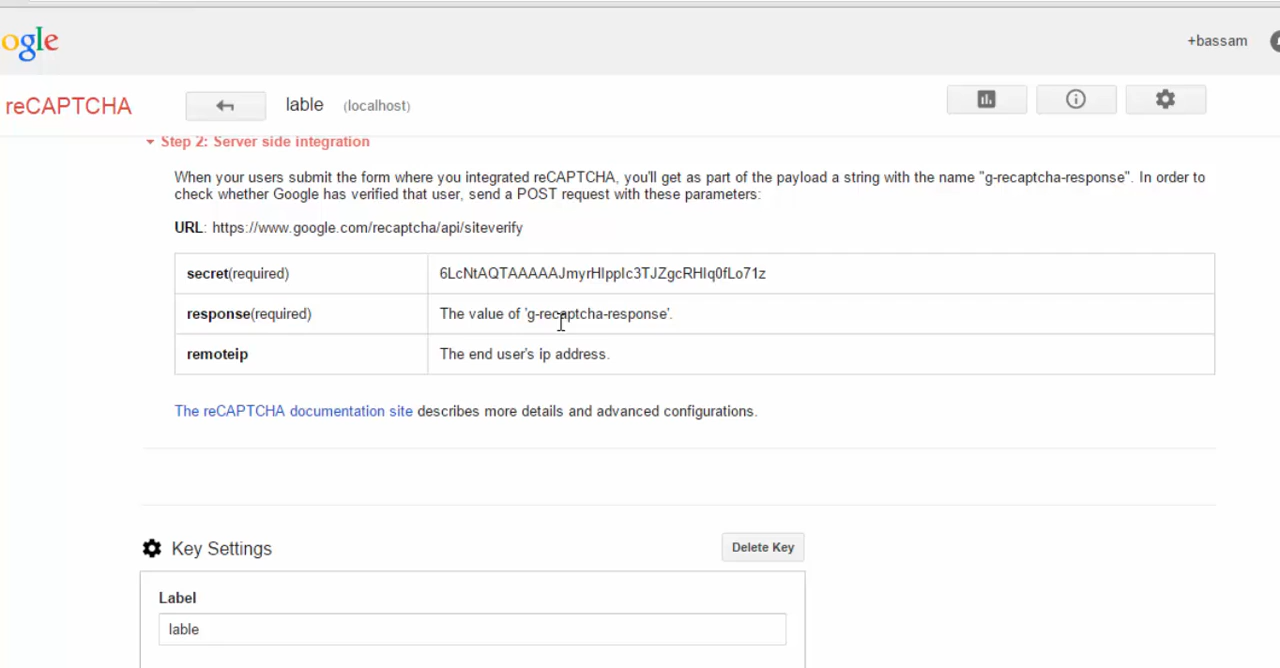 ogle
+bassam
reCAPTCHA
lable (localhost)
Step 2: Server side integration
When your users submit the form where you integrated reCAPTCHA, you'll get as part of the payload a string with the name "g-recaptcha-response". In order to
check whether Google has verified that user, send a POST request with these parameters:
URL: https://www.google.com/recaptcha/api/siteverify
secret(required)
response(required) The value of 'g-recaptcha-response'.
remoteip The end user's ip address.
The reCAPTCHA documentation site describes more details and advanced configurations.
Key Settings
Delete Key
Label
lable